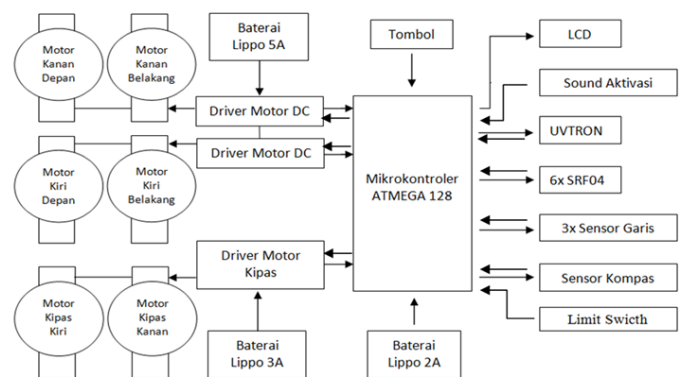 Motor
Kanan
Depan
Motor
Kanan
Belakang
Baterai
Lippo 5A
Tombol
LCD
Sound Aktivasi
Driver Motor DC
UVTRON
Driver Motor DC
Motor
Kiri
Depan
Motor
Kiri
Belakang
Mikrokontroler
ATMEGA 128
6x SRF04
3x Sensor Garis
Driver Motor
Kipas
Sensor Kompas
Motor
Kipas
Kiri
Motor
Kipas
Kanan
Limit Swicth
Baterai
Lippo 3A
Baterai
Lippo 2A